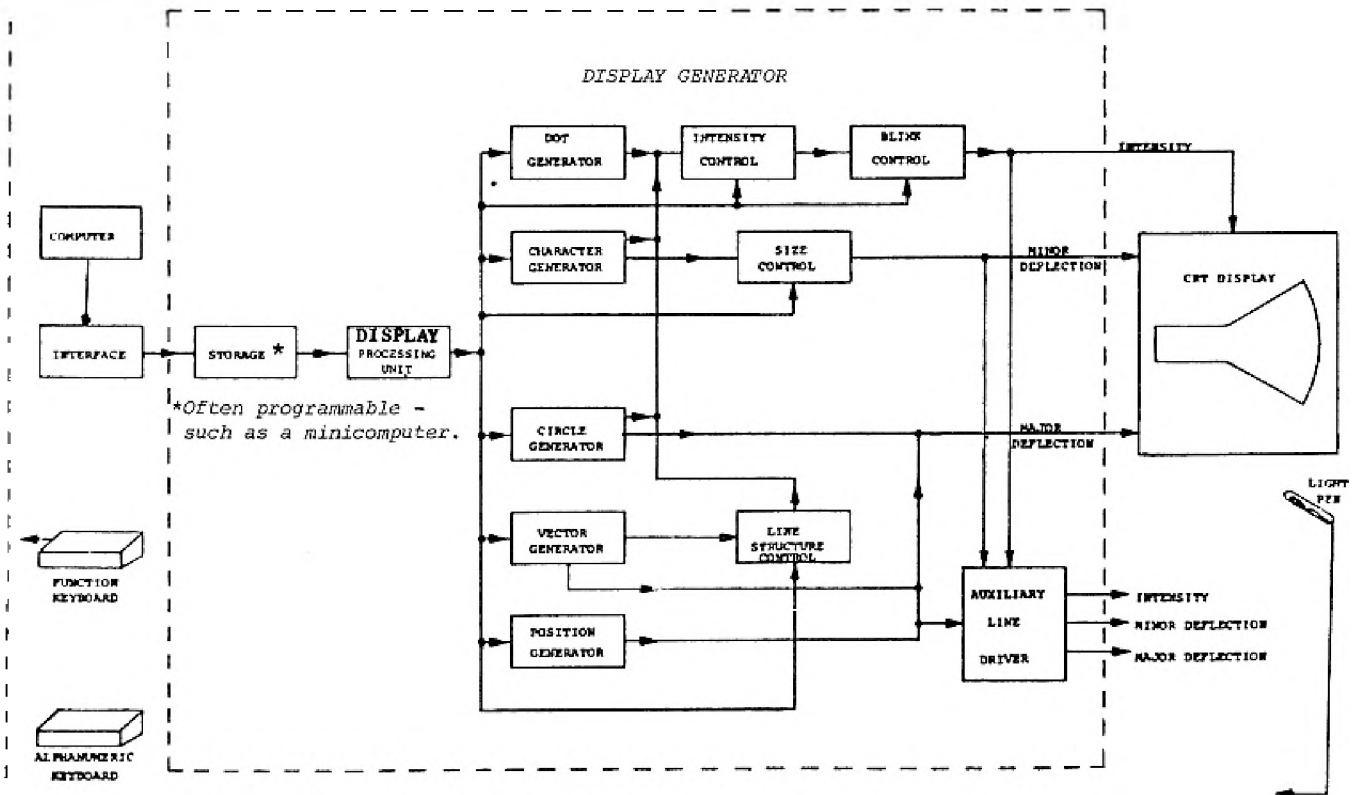 DISPLAY GENERATOR
DOT
GENERATOR
INTENSITY
CONTROL
BLINK
CONTROL
INTENSITY
COMPUTER
CHARACTER
GENERATOR
SIZE
CONTROL
MINOR
DEFLECTION
CRT DISPLAY
INTERFACE
STORAGE *
DISPLAY
PROCESSING
UNIT
*Often programmable -
such as a minicomputer.
CIRCLE
GENERATOR
MAJOR
DEFLECTION
LIGHT
PEN
VECTOR
GENERATOR
LINE
STRUCTURE
CONTROL
FUNCTION
KEYBOARD
AUXILIARY
LINE
DRIVER
INTENSITY
MINOR DEFLECTION
MAJOR DEFLECTION
POSITION
GENERATOR
ALPHANUMERIC
KEYBOARD